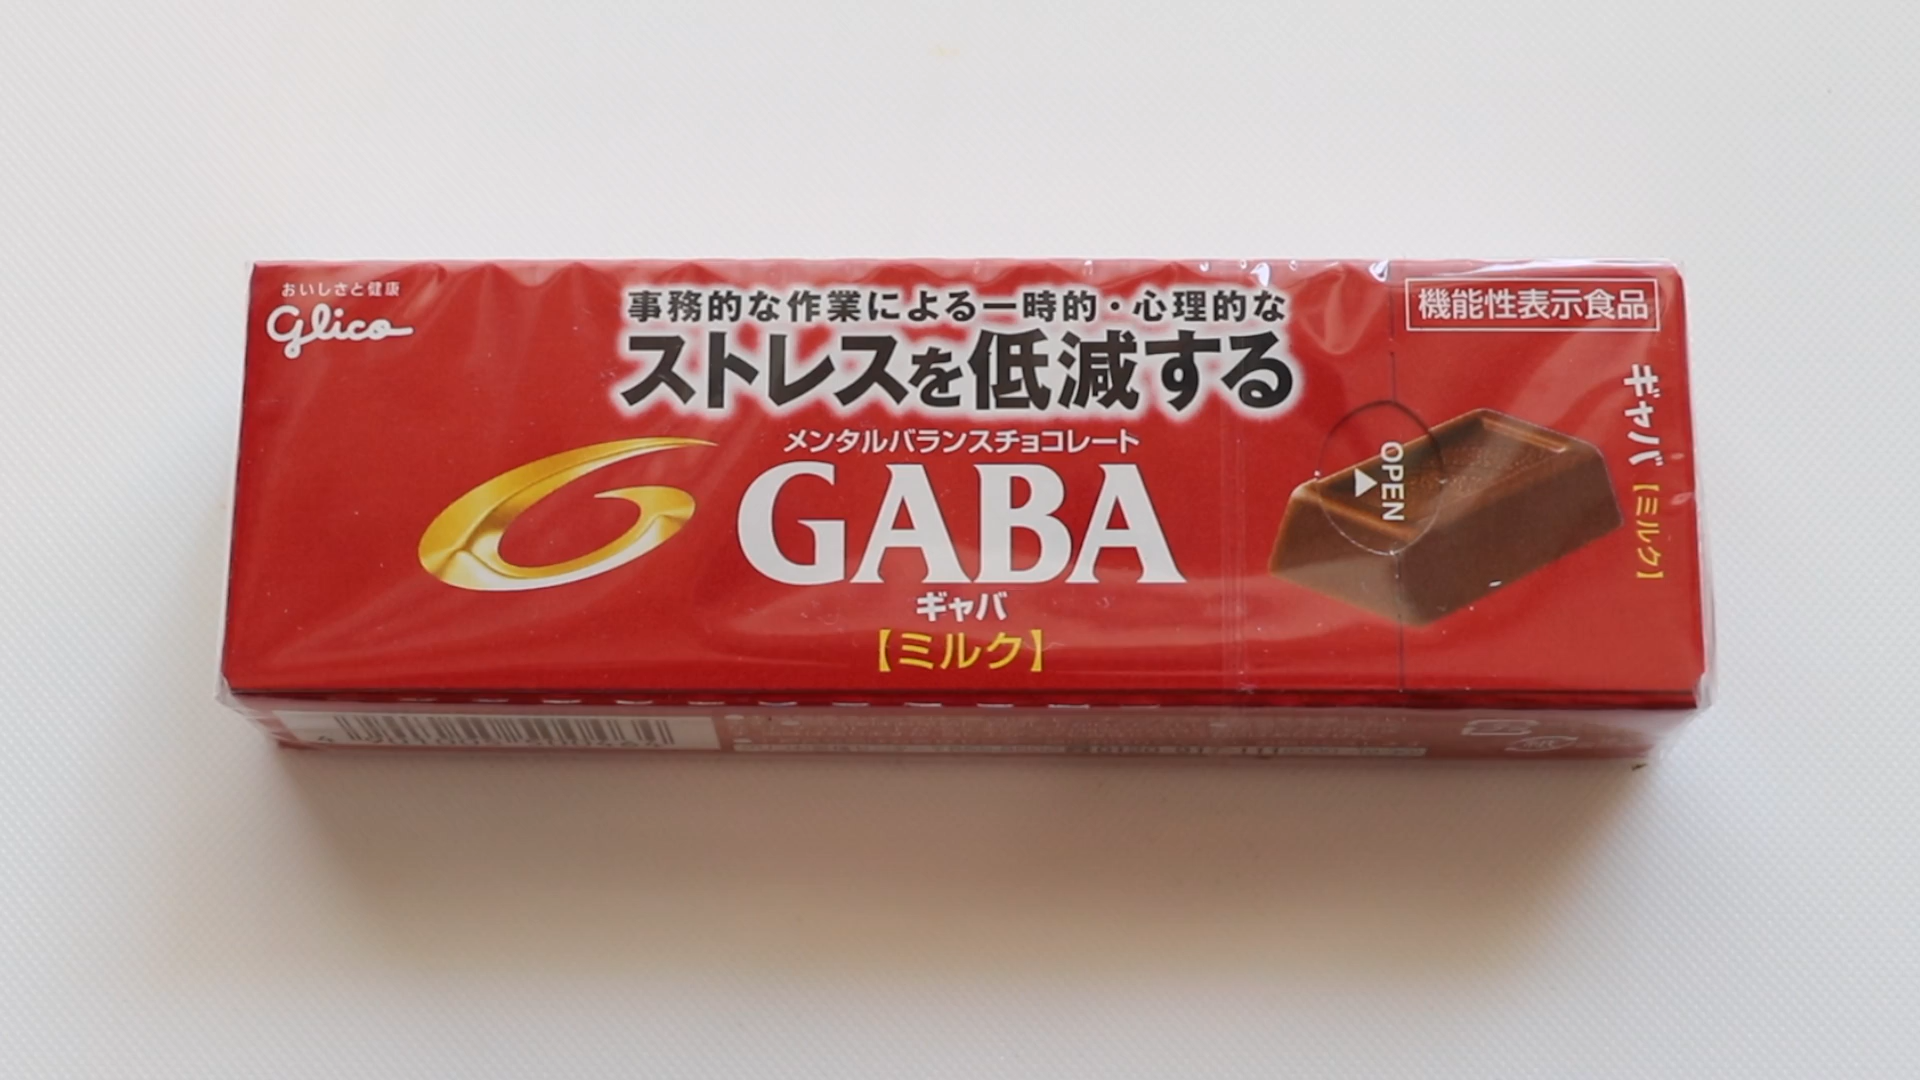 おいしさと健康
glico
事務的な作業による一時的・心理的な
ストレスを低減する
機能性表示食品
メンタルバランスチョコレート
GABA
ギャバ
【ミルク】
OPEN
ギャバ【ミルク】